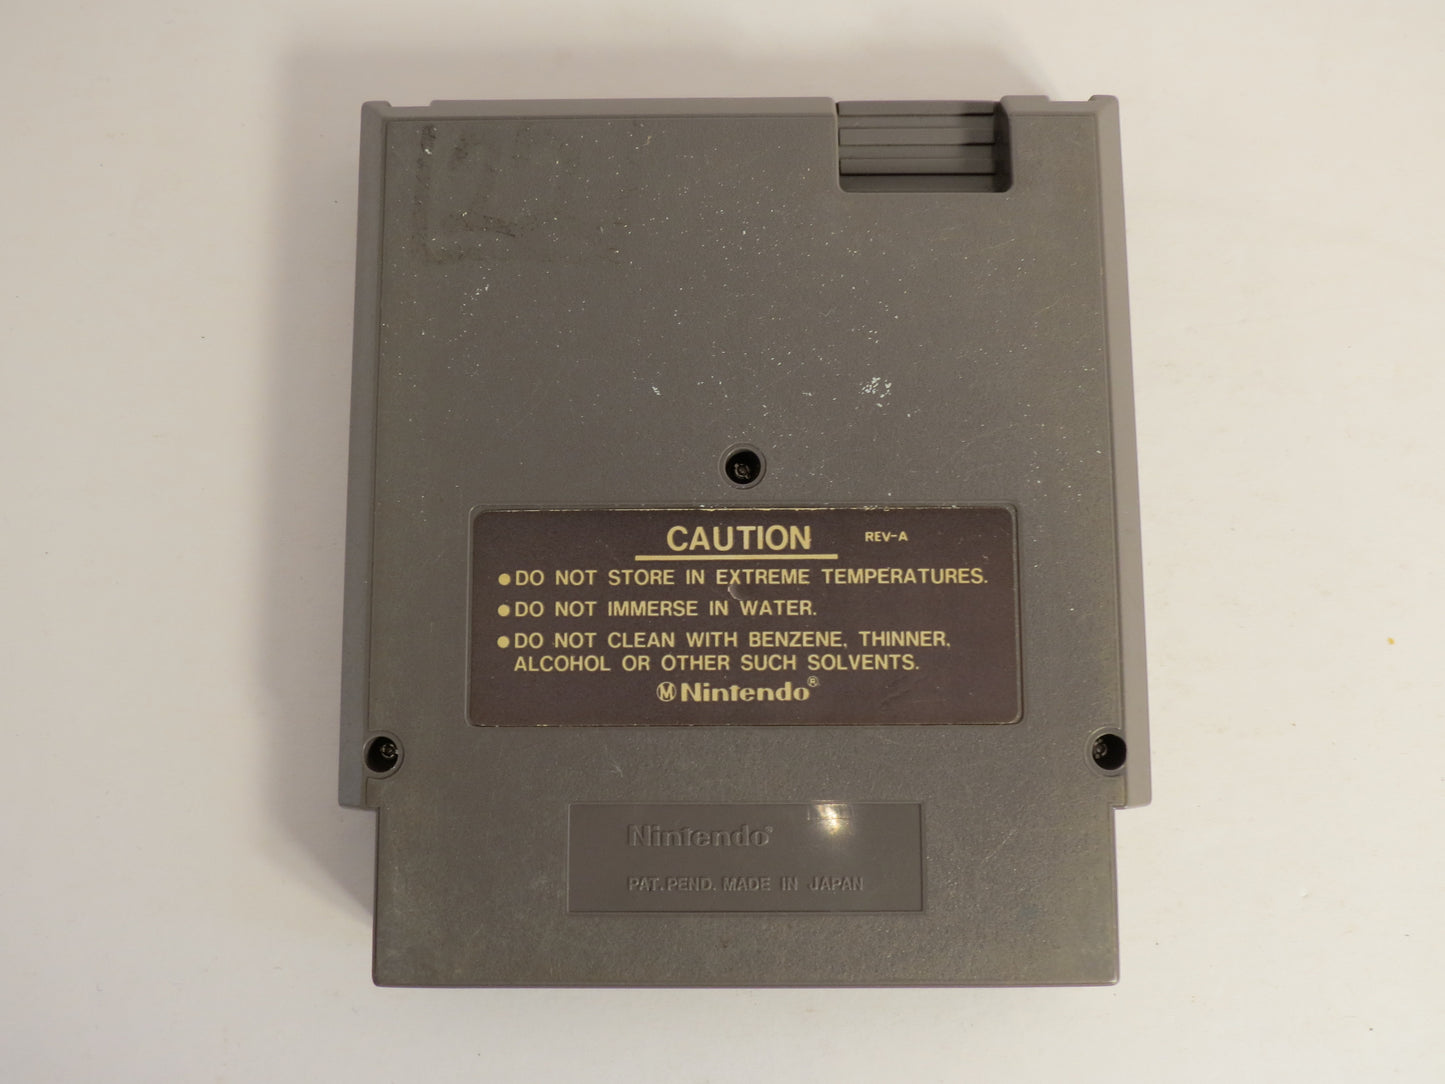 CAUTION REV-A
●DO NOT STORE IN EXTREME TEMPERATURES.
●DO NOT IMMERSE IN WATER.
●DO NOT CLEAN WITH BENZENE, THINNER,
ALCOHOL OR OTHER SUCH SOLVENTS.
Ⓜ Nintendo®
Nintendo®
PAT. PEND. MADE IN JAPAN